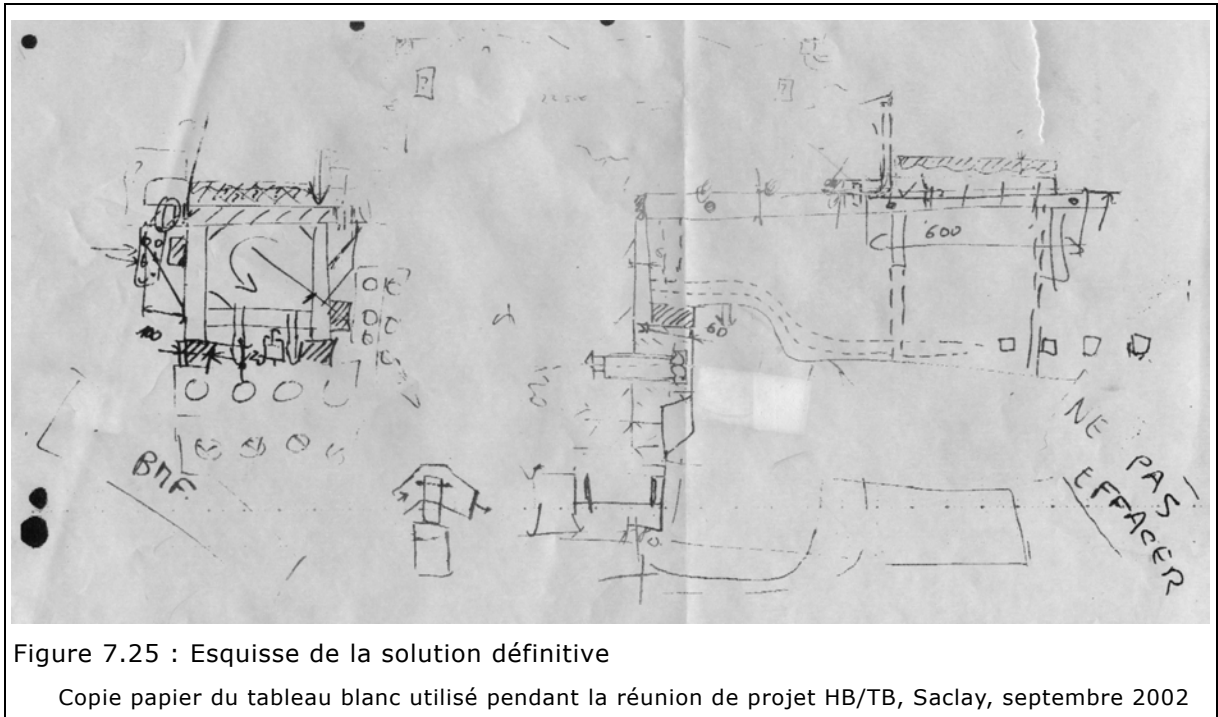 600
60
100
BMF.
NE
PAS
EFFACER
Figure 7.25 : Esquisse de la solution définitive
Copie papier du tableau blanc utilisé pendant la réunion de projet HB/TB, Saclay, septembre 2002